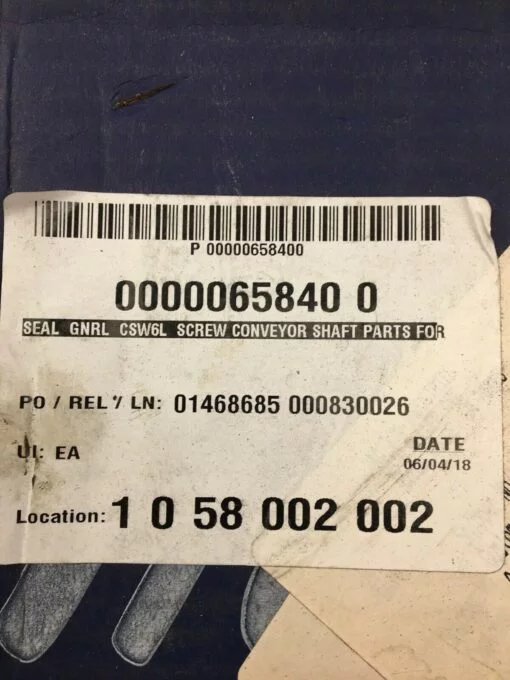 P 00000658400
0000065840 0
SEAL GNRL CSW6L SCREW CONVEYOR SHAFT PARTS FOR
PO / REL / LN: 01468685 000830026
UI: EA
DATE
06/04/18
Location: 1 0 58 002 002